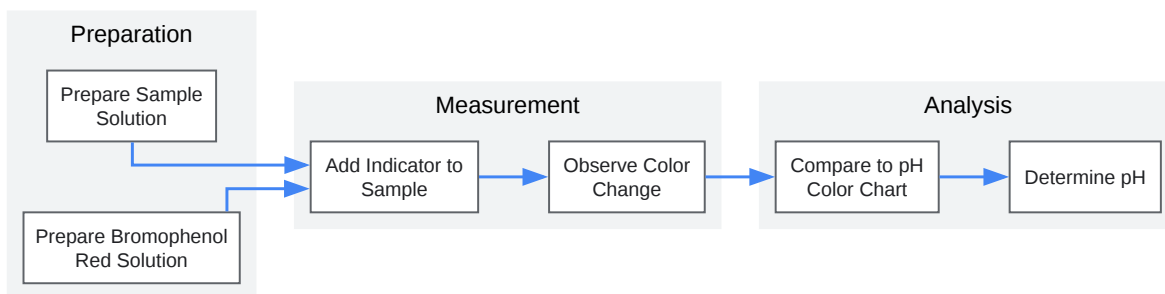 Preparation
Prepare Sample
Solution
Prepare Bromophenol
Red Solution
Measurement
Add Indicator to
Sample
Observe Color
Change
Analysis
Compare to pH
Color Chart
Determine pH